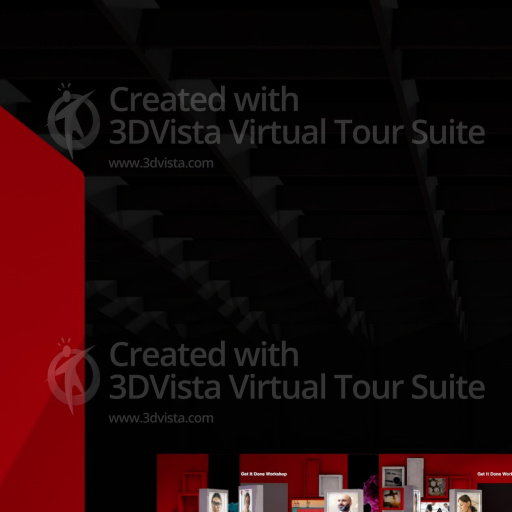 Created with
3DVista Virtual Tour Suite
www.3dvista.com
Created with
3DVista Virtual Tour Suite
www.3dvista.com
Get It Done Workshop
Get It Done